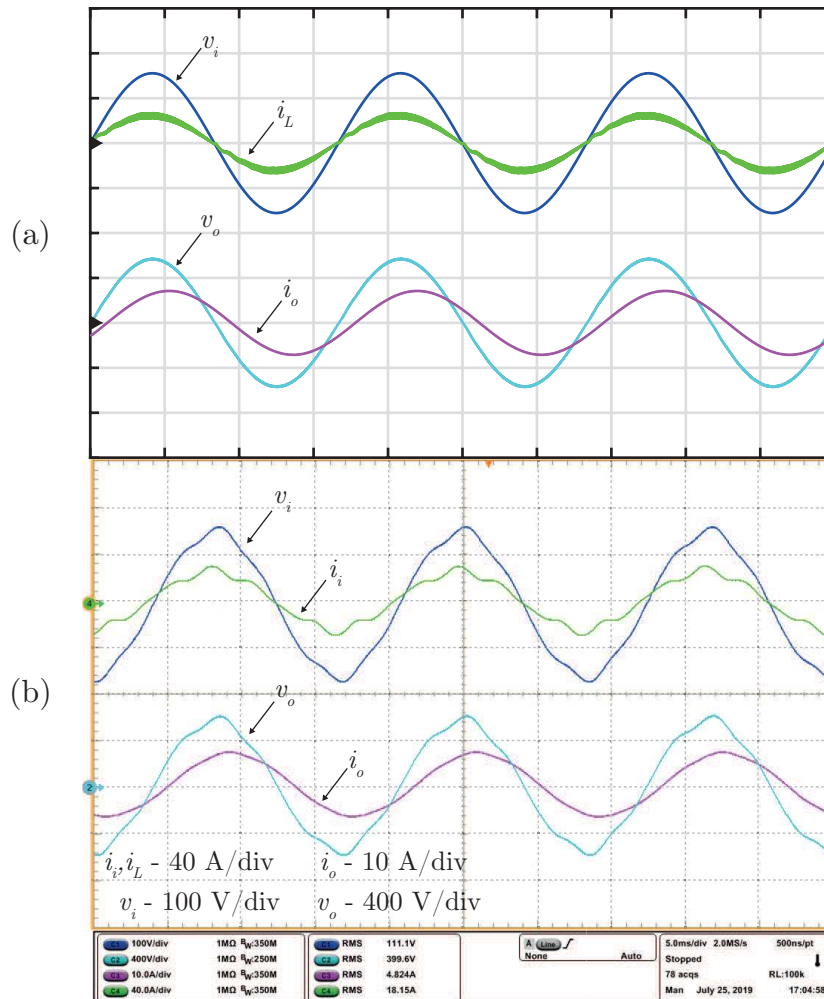 v_i
i_L
(a)
v_o
i_o
v_i
i_i
4
(b)
v_o
i_o
2
i_i,i_L - 40 A/div i_o - 10 A/div
v_i - 100 V/div v_o - 400 V/div
C1 100V/div 1MΩ B_W:350M C1 RMS 111.1V A Line 5.0ms/div 2.0MS/s 500ns/pt
C2 400V/div 1MΩ B_W:250M C2 RMS 399.6V None Auto Stopped
C3 10.0A/div 1MΩ B_W:350M C3 RMS 4.824A 78 acqs RL:100k
C4 40.0A/div 1MΩ B_W:350M C4 RMS 18.15A Man July 25, 2019 17:04:58